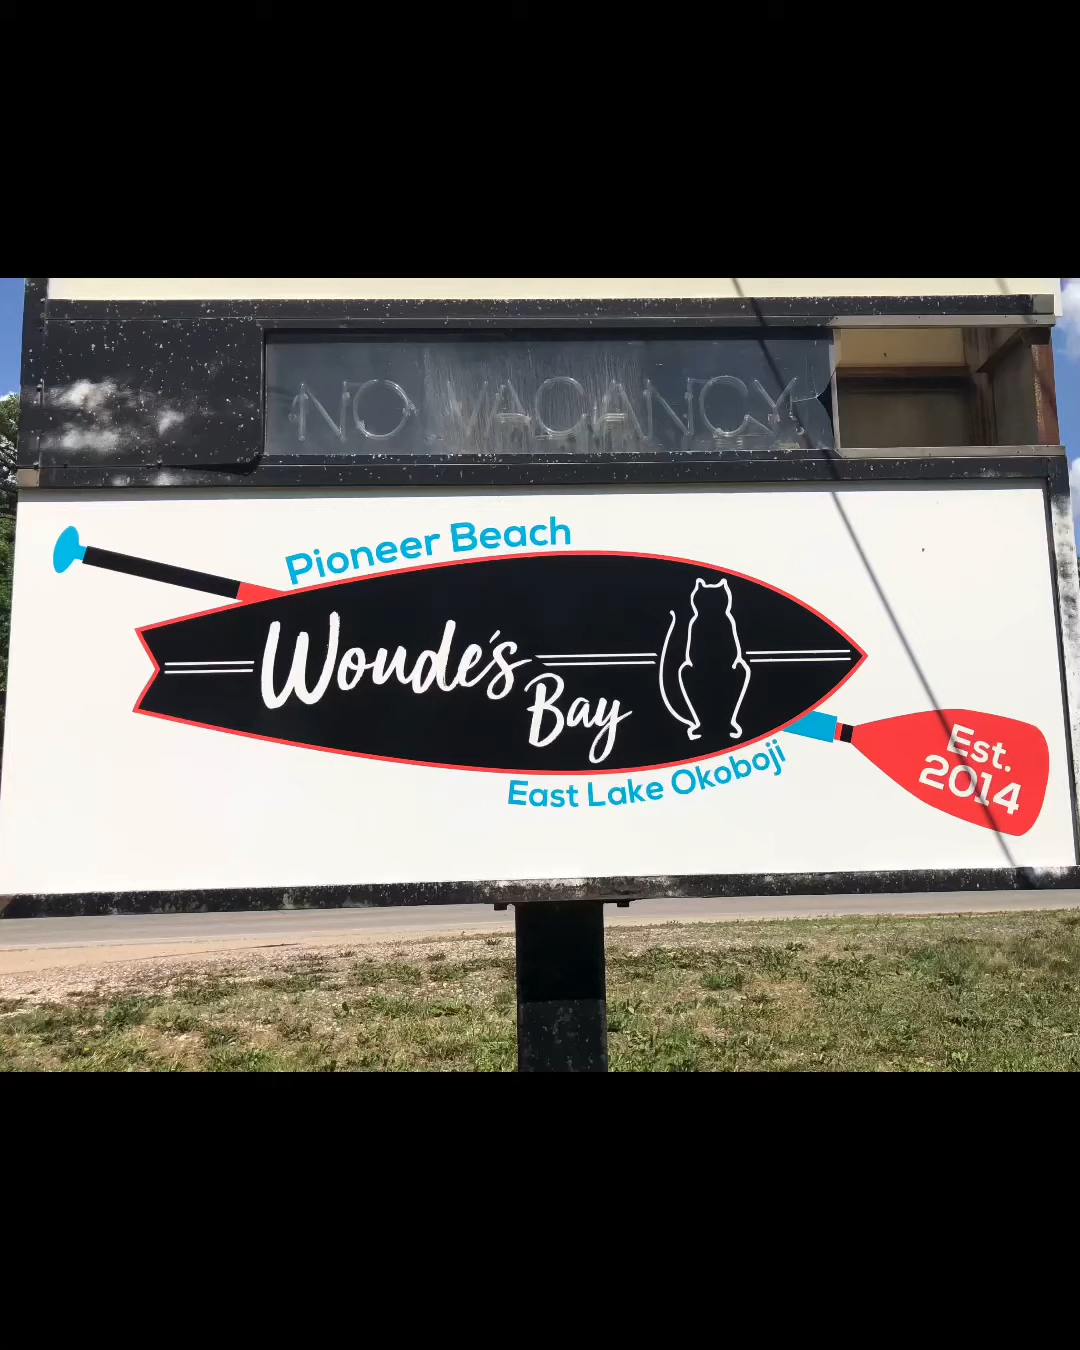 NO VACANCY
Pioneer Beach
Woude's
Bay
East Lake Okoboji
Est.
2014